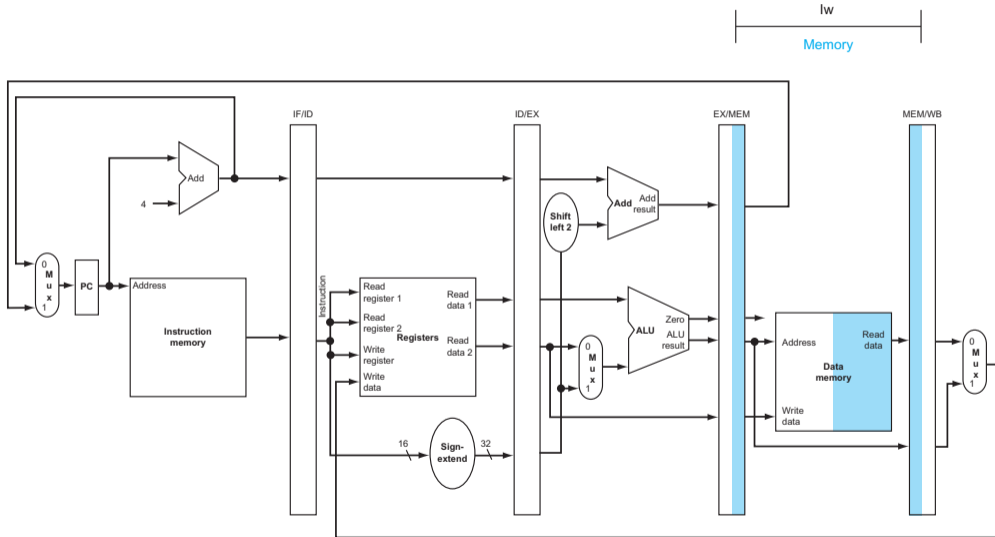 lw
Memory
IF/ID
ID/EX
EX/MEM
MEM/WB
Add
4
Shift
left 2
Add
Add
result
0
M
u
x
1
PC
Address
Instruction
memory
Instruction
Read
register 1
Read
register 2
Write
register
Write
data
Registers
Read
data 1
Read
data 2
16
Sign-
extend
32
0
M
u
x
1
Zero
ALU
ALU
result
Address
Write
data
Data
memory
Read
data
0
M
u
x
1